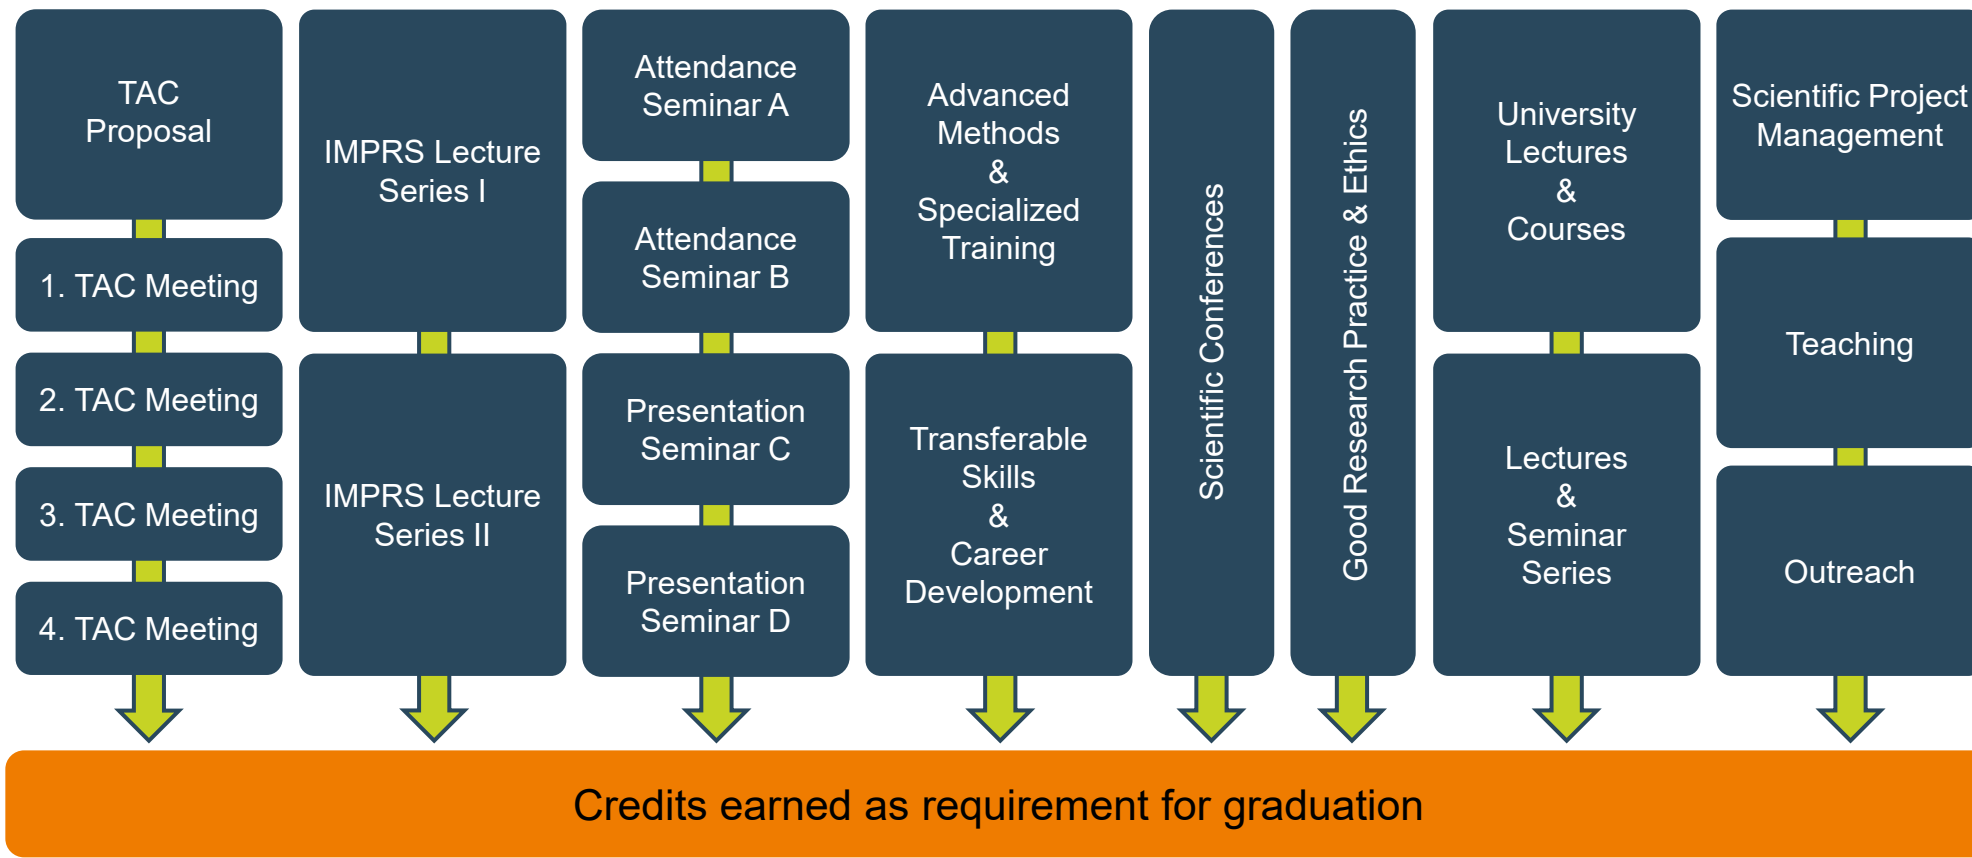 TAC
Proposal
1. TAC Meeting
2. TAC Meeting
3. TAC Meeting
4. TAC Meeting
IMPRS Lecture
Series I
IMPRS Lecture
Series II
Attendance
Seminar A
Attendance
Seminar B
Presentation
Seminar C
Presentation
Seminar D
Advanced
Methods
&
Specialized
Training
Transferable
Skills
&
Career
Development
Scientific Conferences
Good Research Practice & Ethics
University
Lectures
&
Courses
Lectures
&
Seminar
Series
Scientific Project
Management
Teaching
Outreach
Credits earned as requirement for graduation